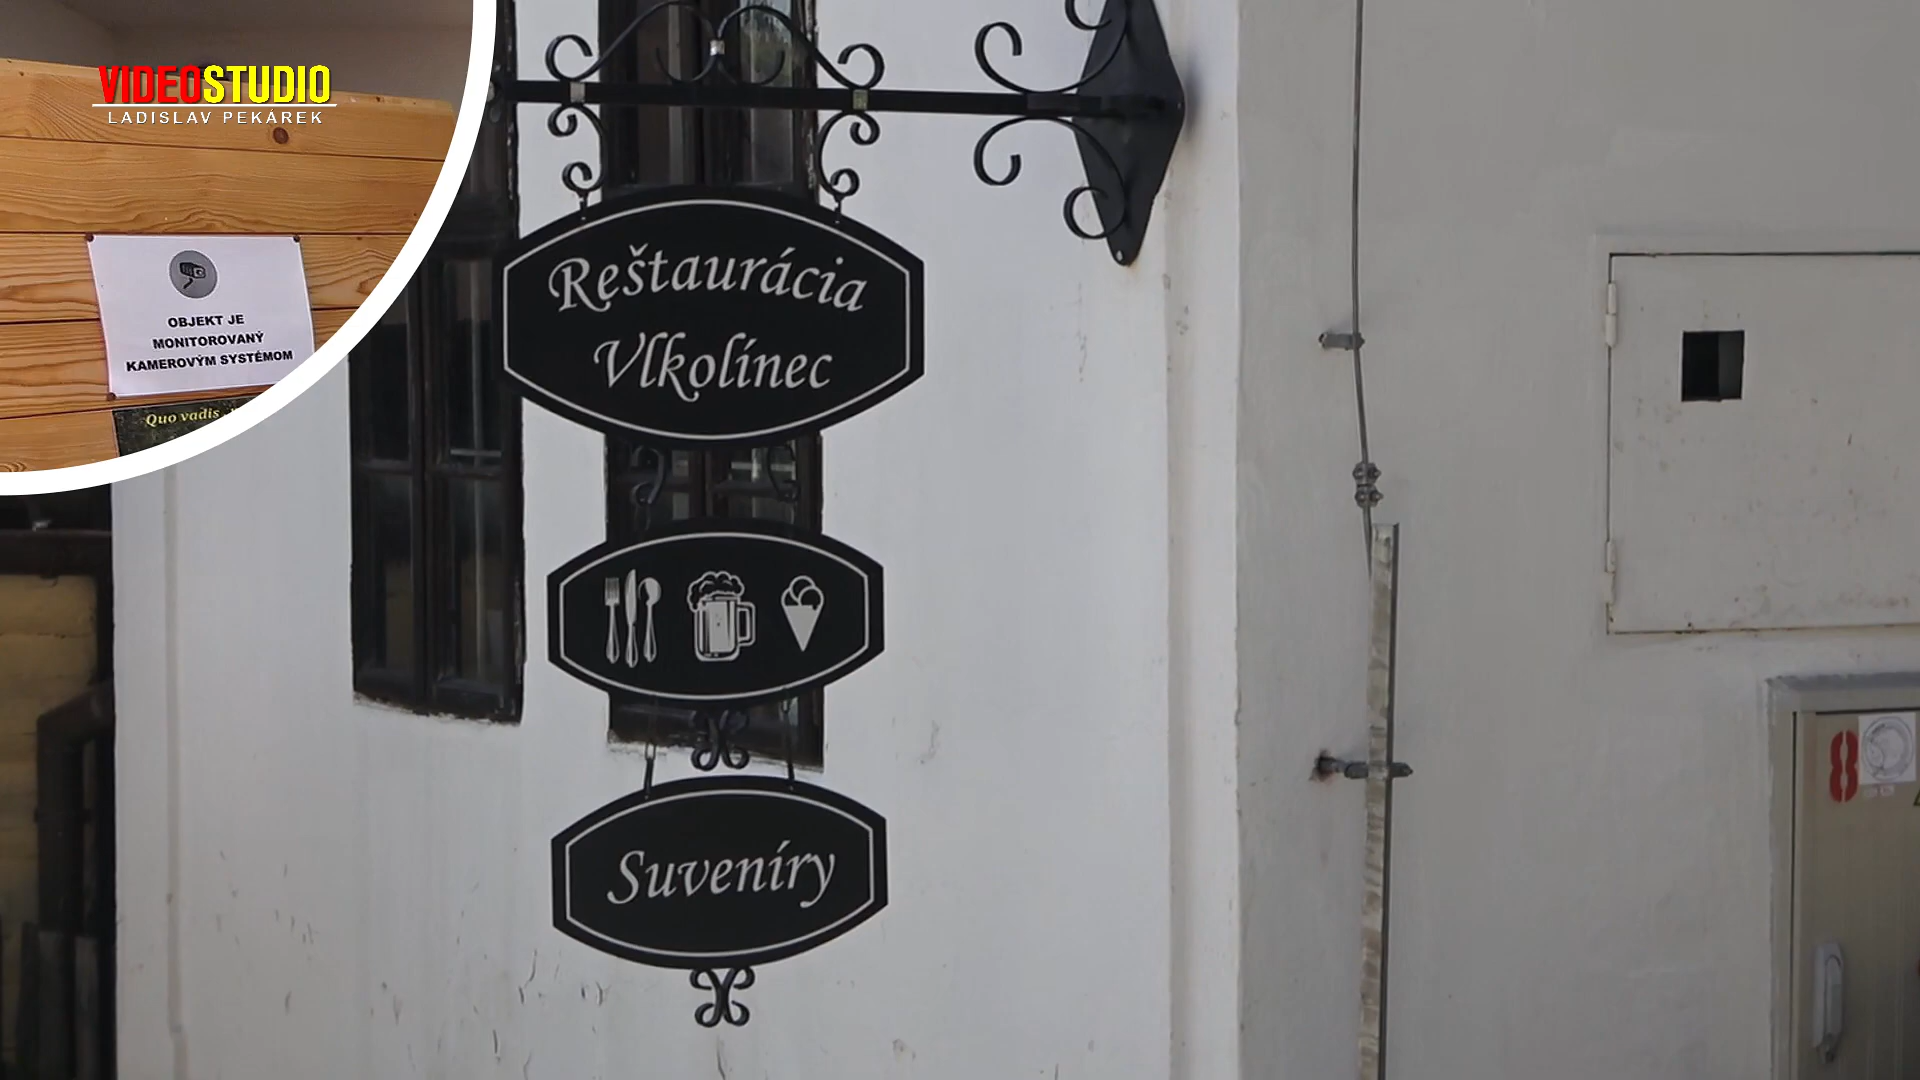 VIDEOSTUDIO
LADISLAV PEKÁREK
OBJEKT JE
MONITOROVANÝ
KAMEROVÝM SYSTÉMOM
Quo vadis
Reštaurácia
Vlkolínec
Suveníry
8